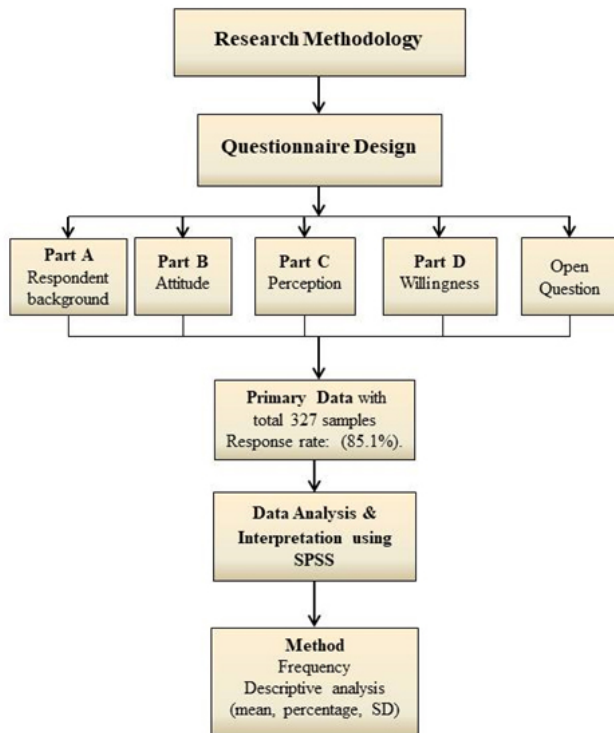 Research Methodology
Questionnaire Design
Part A
Respondent
background
Part B
Attitude
Part C
Perception
Part D
Willingness
Open
Question
Primary Data with
total 327 samples
Response rate: (85.1%).
Data Analysis &
Interpretation using
SPSS
Method
Frequency
Descriptive analysis
(mean, percentage, SD)